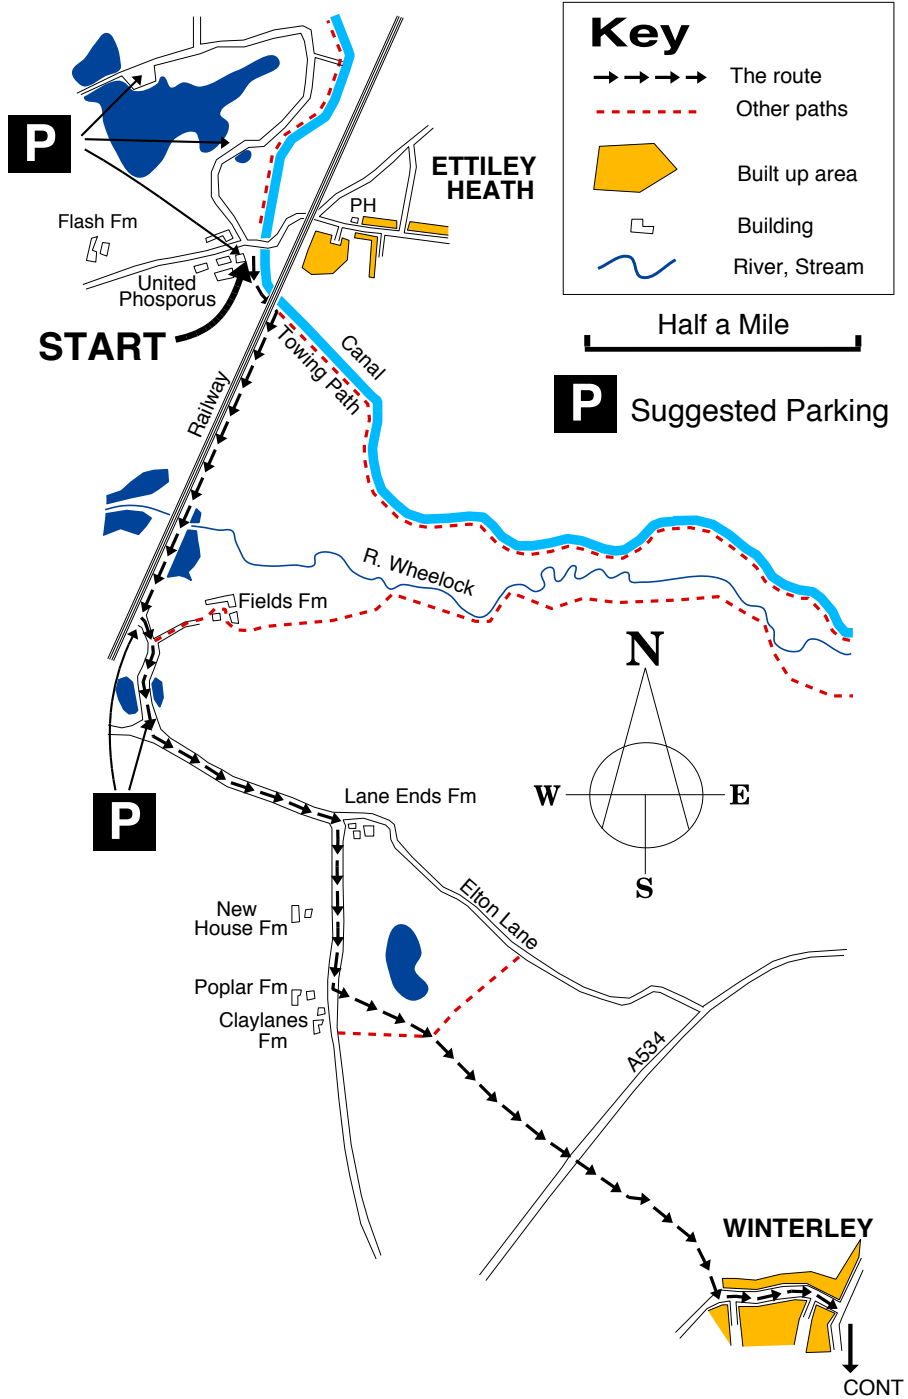 Key
The route
Other paths
Built up area
Building
River, Stream
Half a Mile
P Suggested Parking
P
ETTILEY
HEATH
PH
Flash Fm
United
Phosporus
START
Canal
Towing Path
Railway
R. Wheelock
Fields Fm
N
W E
S
P
Lane Ends Fm
Elton Lane
New
House Fm
Poplar Fm
Claylanes
Fm
A534
WINTERLEY
CONT